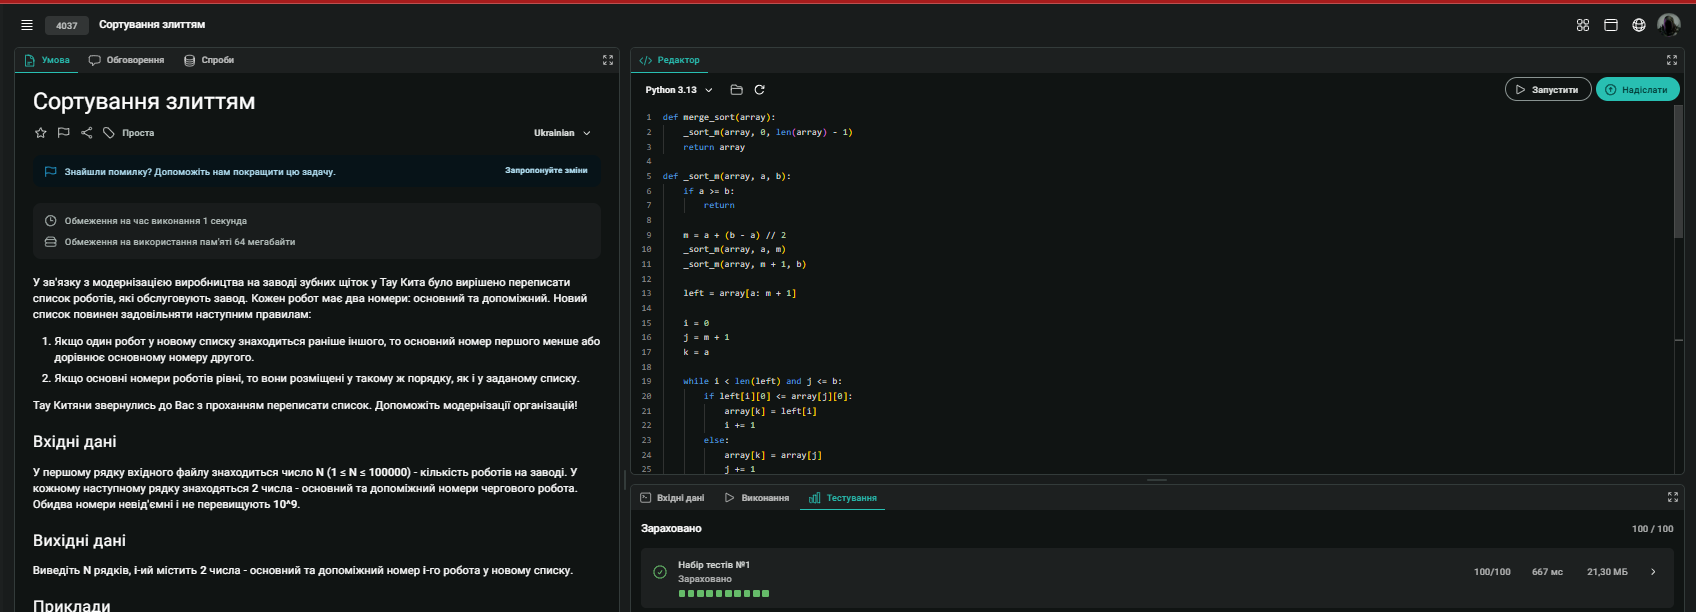 4037
Сортування злиттям
Умова
Обговорення
Спроби
Сортування злиттям
Проста
Ukrainian
Знайшли помилку? Допоможіть нам покращити цю задачу.
Запропонуйте зміни
Обмеження на час виконання 1 секунда
Обмеження на використання пам'яті 64 мегабайти
У зв'язку з модернізацією виробництва на заводі зубних щіток у Тау Кита було вирішено переписати
список роботів, які обслуговують завод. Кожен робот має два номери: основний та допоміжний. Новий
список повинен задовільняти наступним правилам:
1. Якщо один робот у новому списку знаходиться раніше іншого, то основний номер першого менше або
дорівнює основному номеру другого.
2. Якщо основні номери роботів рівні, то вони розміщені у такому ж порядку, як і у заданому списку.
Тау Китяни звернулись до Вас з проханням переписати список. Допоможіть модернізації організацій!
Вхідні дані
У першому рядку вхідного файлу знаходиться число N (1 ≤ N ≤ 100000) - кількість роботів на заводі. У
кожному наступному рядку знаходяться 2 числа - основний та допоміжний номери чергового робота.
Обидва номери невід'ємні і не перевищують 10^9.
Вихідні дані
Виведіть N рядків, i-ий містить 2 числа - основний та допоміжний номер i-го робота у новому списку.
Приклади
Редактор
Python 3.13
Запустити
Надіслати
1 def merge_sort(array):
2 _sort_m(array, 0, len(array) - 1)
3 return array
4
5 def _sort_m(array, a, b):
6 if a >= b:
7 return
8
9 m = a + (b - a) // 2
10 _sort_m(array, a, m)
11 _sort_m(array, m + 1, b)
12
13 left = array[a: m + 1]
14
15 i = 0
16 j = m + 1
17 k = a
18
19 while i < len(left) and j <= b:
20 if left[i][0] <= array[j][0]:
21 array[k] = left[i]
22 i += 1
23 else:
24 array[k] = array[j]
25 j += 1
Вхідні дані
Виконання
Тестування
Зараховано
100 / 100
Набір тестів №1
Зараховано
100/100
667 мс
21,30 МБ